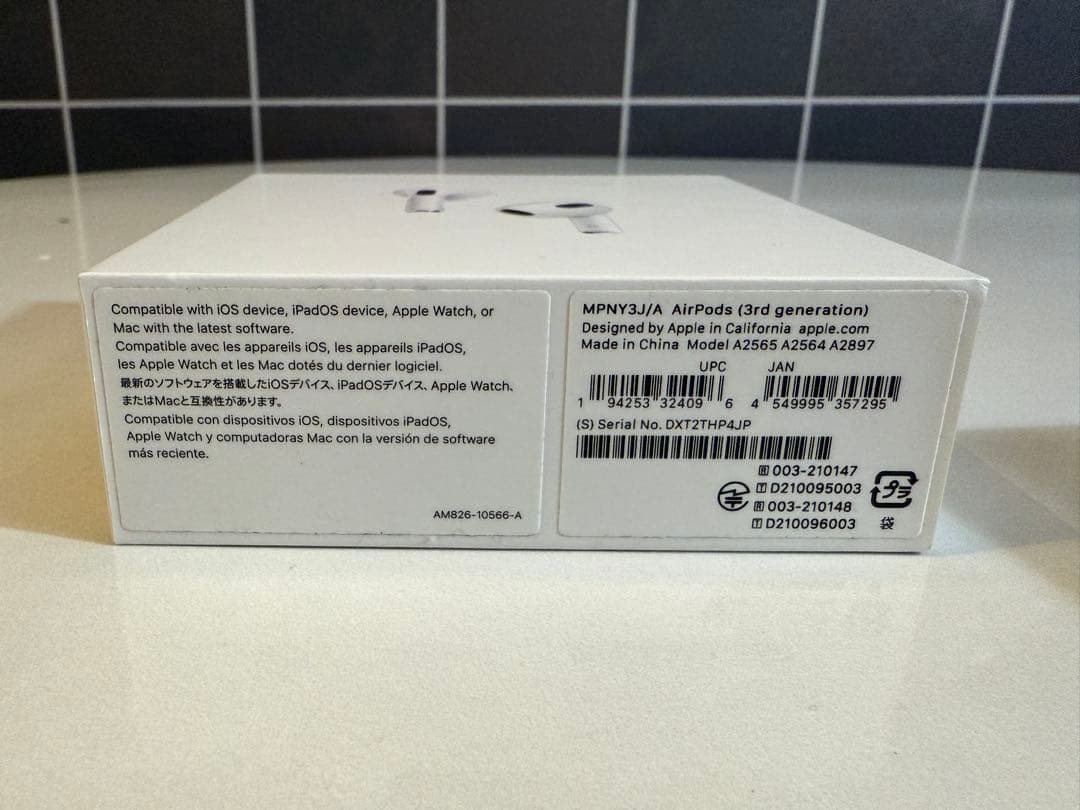 Compatible with iOS device, iPadOS device, Apple Watch, or
Mac with the latest software.
Compatible avec les appareils iOS, les appareils iPadOS,
les Apple Watch et les Mac dotés du dernier logiciel.
最新のソフトウェアを搭載したiOSデバイス、iPadOSデバイス、Apple Watch、
またはMacと互換性があります。
Compatible con dispositivos iOS, dispositivos iPadOS,
Apple Watch y computadoras Mac con la versión de software
más reciente.
AM826-10566-A
MPNY3J/A AirPods (3rd generation)
Designed by Apple in California apple.com
Made in China Model A2565 A2564 A2897
UPC JAN
1 94253 32409 6 4 549995 357295
(S) Serial No. DXT2THP4JP
R 003-210147
T D210095003
R 003-210148
T D210096003
プラ
袋